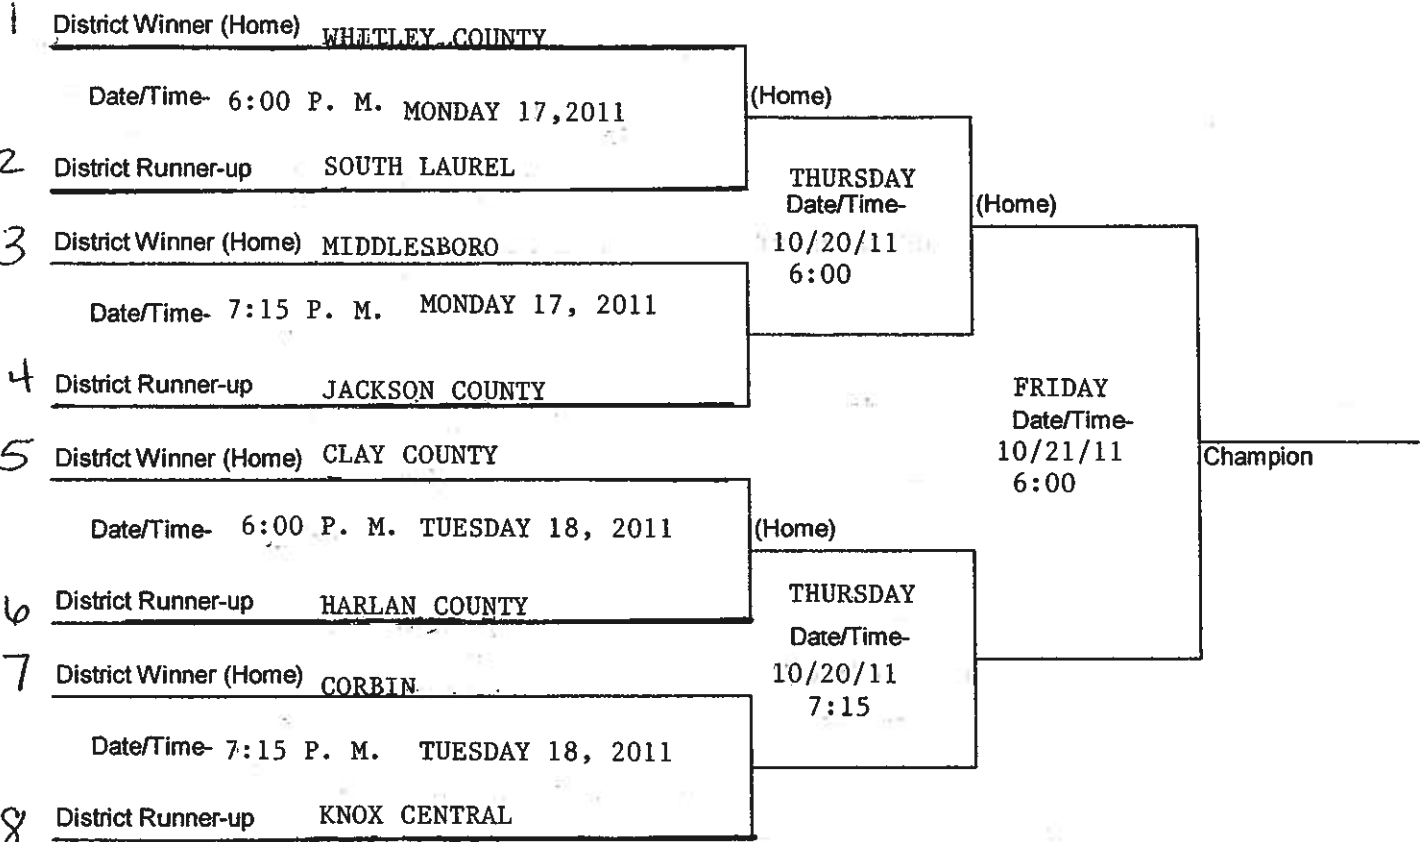 1 District Winner (Home) WHITLEY COUNTY
Date/Time- 6:00 P. M. MONDAY 17,2011
(Home)
2 District Runner-up SOUTH LAUREL
THURSDAY
Date/Time-
10/20/11
6:00
(Home)
3 District Winner (Home) MIDDLESBORO
Date/Time- 7:15 P. M. MONDAY 17, 2011
4 District Runner-up JACKSON COUNTY
FRIDAY
Date/Time-
10/21/11
6:00
Champion
5 District Winner (Home) CLAY COUNTY
Date/Time- 6:00 P. M. TUESDAY 18, 2011
(Home)
6 District Runner-up HARLAN COUNTY
THURSDAY
Date/Time-
10/20/11
7:15
7 District Winner (Home) CORBIN
Date/Time- 7:15 P. M. TUESDAY 18, 2011
8 District Runner-up KNOX CENTRAL